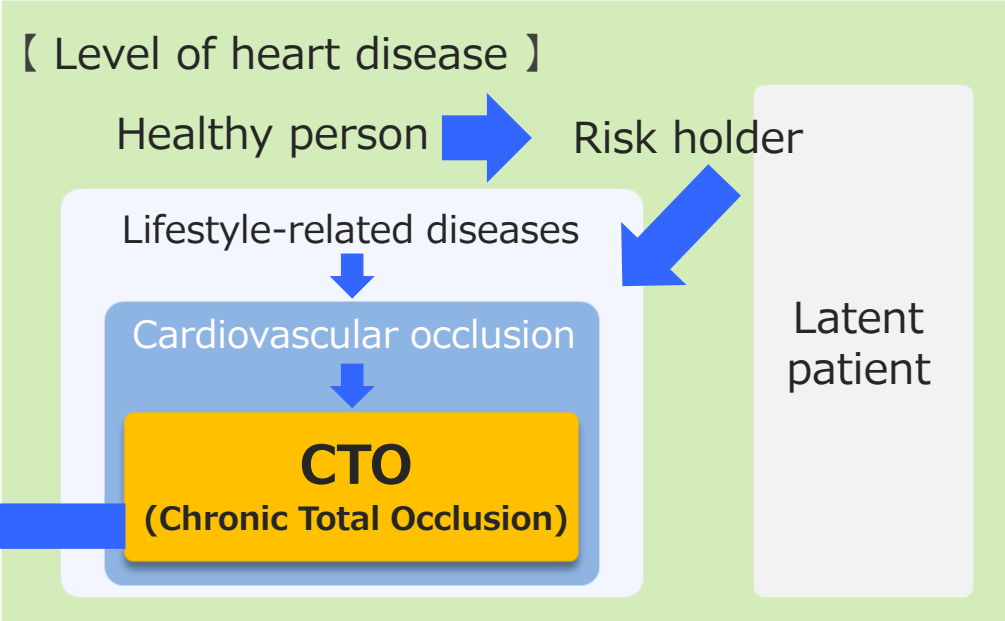 【 Level of heart disease 】
Healthy person
Risk holder
Lifestyle-related diseases
Cardiovascular occlusion
CTO
(Chronic Total Occlusion)
Latent
patient